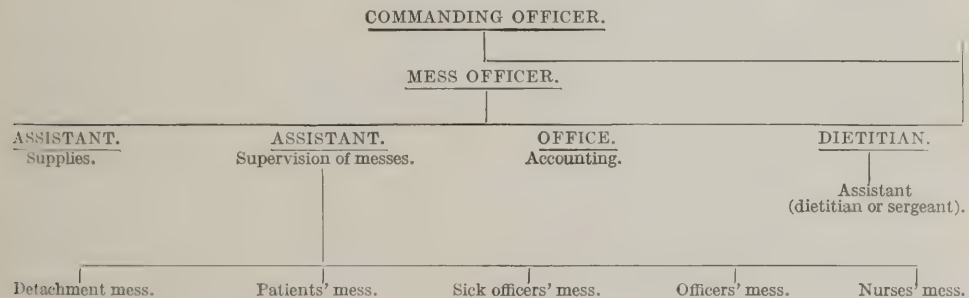 COMMANDING OFFICER.
MESS OFFICER.
ASSISTANT.
Supplies.
ASSISTANT.
Supervision of messes.
OFFICE.
Accounting.
DIETITIAN.
Assistant
(dietitian or sergeant).
Detachment mess.
Patients' mess.
Sick officers' mess.
Officers' mess.
Nurses' mess.